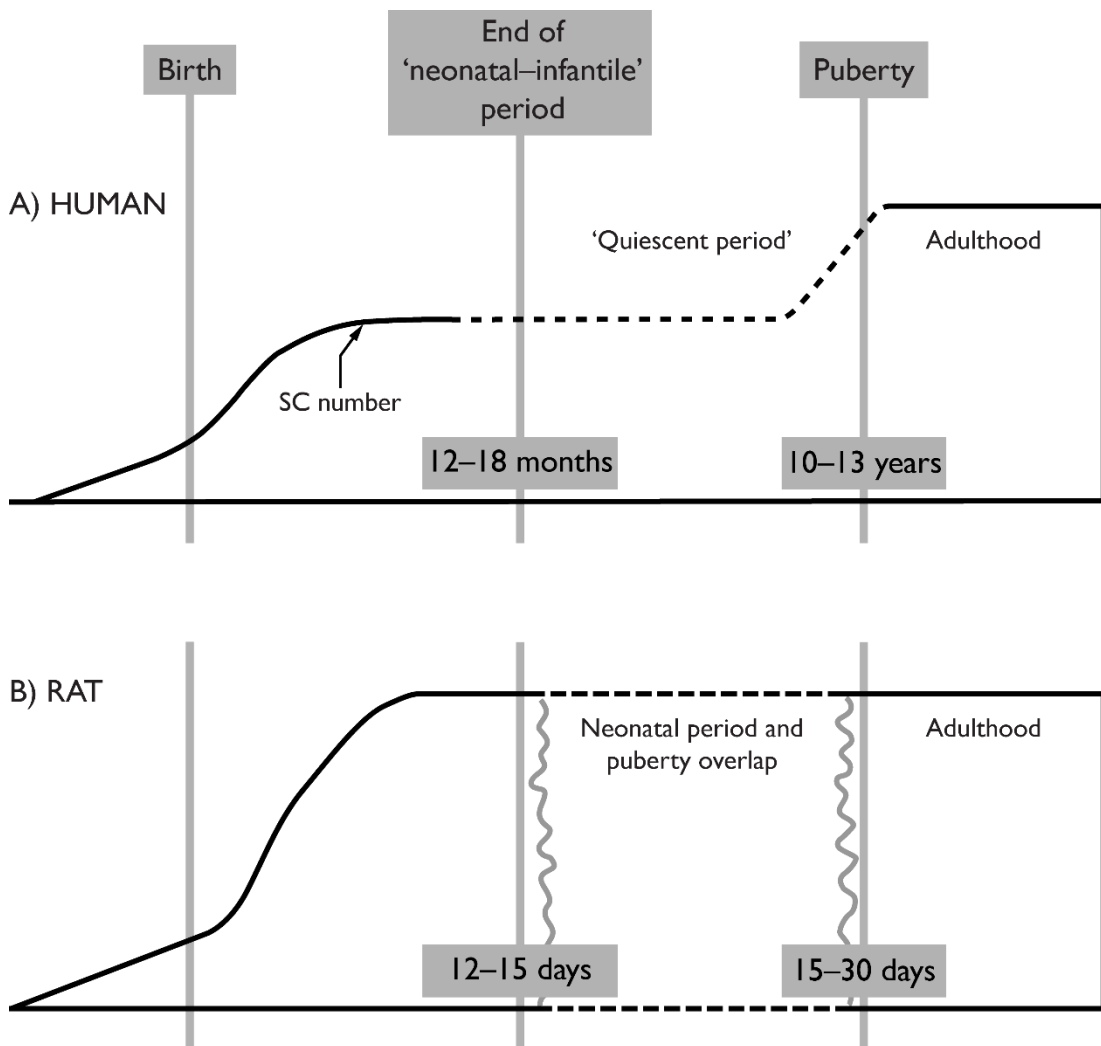 Birth
End of
‘neonatal–infantile’
period
Puberty
A) HUMAN
‘Quiescent period’
Adulthood
SC number
12–18 months
10–13 years
B) RAT
Neonatal period and
puberty overlap
Adulthood
12–15 days
15–30 days